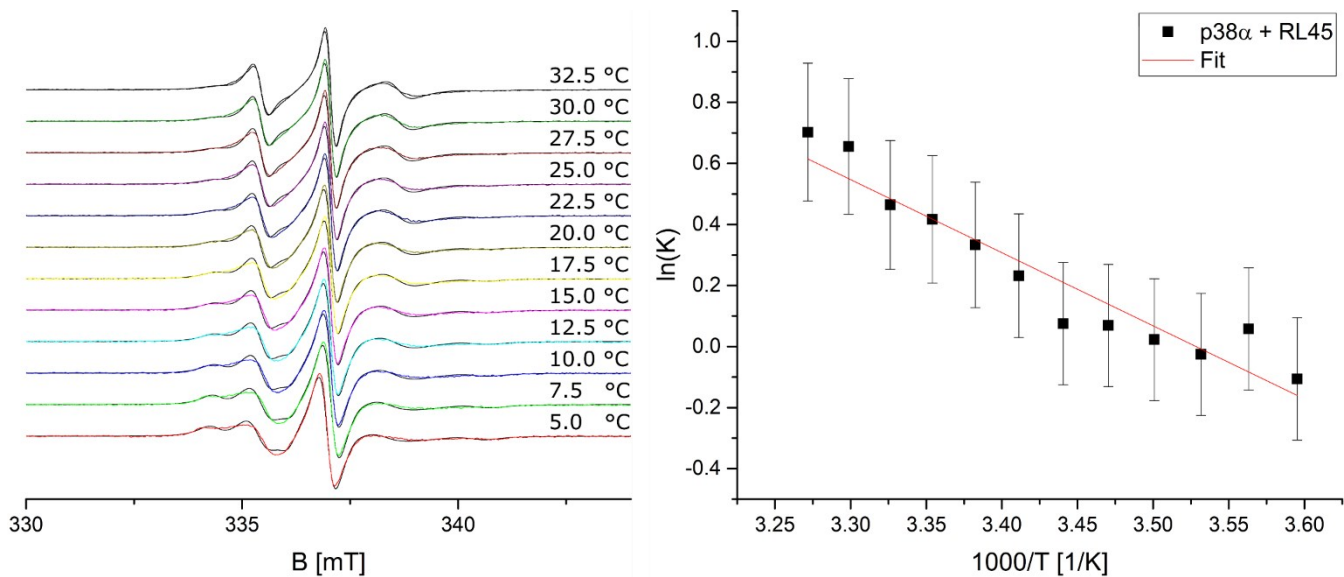 32.5 °C
30.0 °C
27.5 °C
25.0 °C
22.5 °C
20.0 °C
17.5 °C
15.0 °C
12.5 °C
10.0 °C
7.5 °C
5.0 °C
330 335 340
B [mT]
p38α + RL45
Fit
1.0
0.8
0.6
0.4
0.2
0.0
-0.2
-0.4
ln(K)
3.25 3.30 3.35 3.40 3.45 3.50 3.55 3.60
1000/T [1/K]